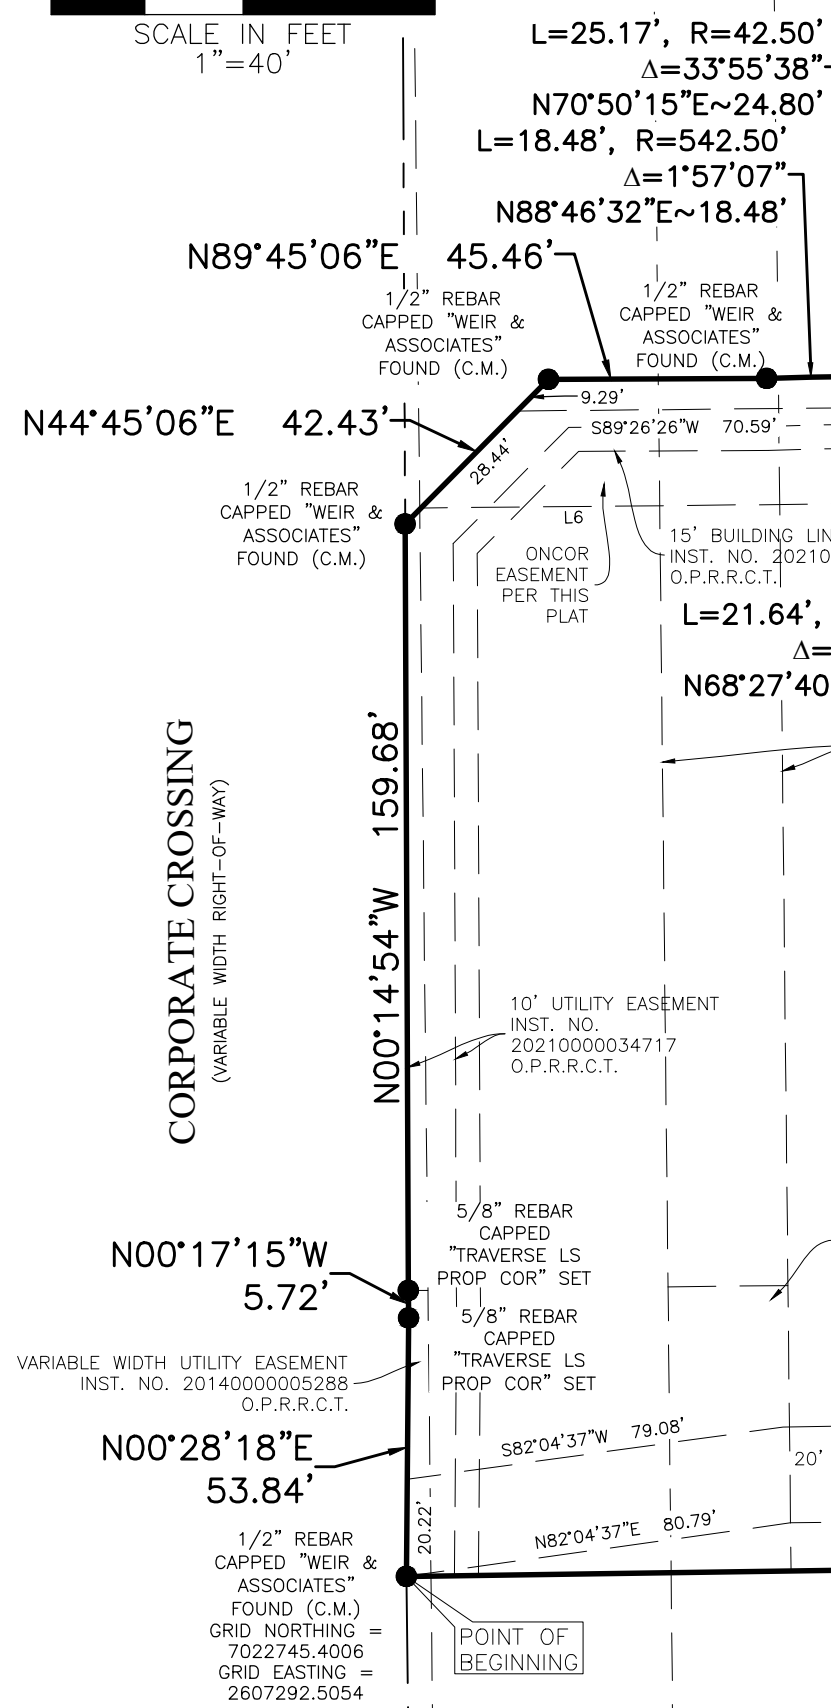 SCALE IN FEET
1"=40'
L=25.17', R=42.50'
Δ=33°55'38"
N70°50'15"E~24.80'
L=18.48', R=542.50'
Δ=1°57'07"
N88°46'32"E~18.48'
N89°45'06"E 45.46'
1/2" REBAR
CAPPED "WEIR &
ASSOCIATES"
FOUND (C.M.)
1/2" REBAR
CAPPED "WEIR &
ASSOCIATES"
FOUND (C.M.)
9.29'
N44°45'06"E 42.43'
S89°26'26"W 70.59'
28.44'
1/2" REBAR
CAPPED "WEIR &
ASSOCIATES"
FOUND (C.M.)
L6
ONCOR
EASEMENT
PER THIS
PLAT
15' BUILDING LIN
INST. NO. 20210
O.P.R.R.C.T.
L=21.64',
Δ=
N68°27'40
CORPORATE CROSSING
(VARIABLE WIDTH RIGHT-OF-WAY)
N00°14'54"W 159.68'
10' UTILITY EASEMENT
INST. NO.
20210000034717
O.P.R.R.C.T.
5/8" REBAR
CAPPED
"TRAVERSE LS
PROP COR" SET
N00°17'15"W
5.72'
5/8" REBAR
CAPPED
"TRAVERSE LS
PROP COR" SET
VARIABLE WIDTH UTILITY EASEMENT
INST. NO. 20140000005288
O.P.R.R.C.T.
N00°28'18"E
53.84'
S82°04'37"W 79.08'
20'
20.22'
N82°04'37"E 80.79'
1/2" REBAR
CAPPED "WEIR &
ASSOCIATES"
FOUND (C.M.)
GRID NORTHING =
7022745.4006
GRID EASTING =
2607292.5054
POINT OF
BEGINNING